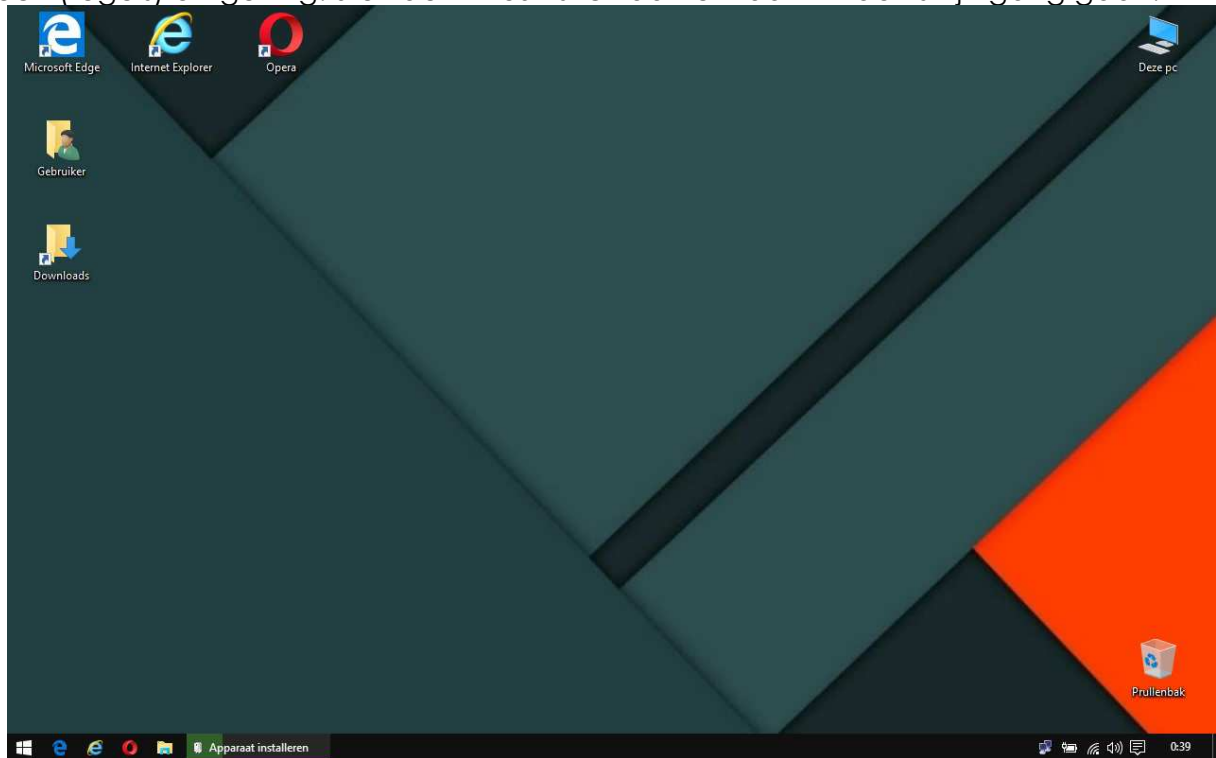 Microsoft Edge
Internet Explorer
Opera
Deze pc
Gebruiker
Downloads
Prullenbak
Apparaat installeren
0:39